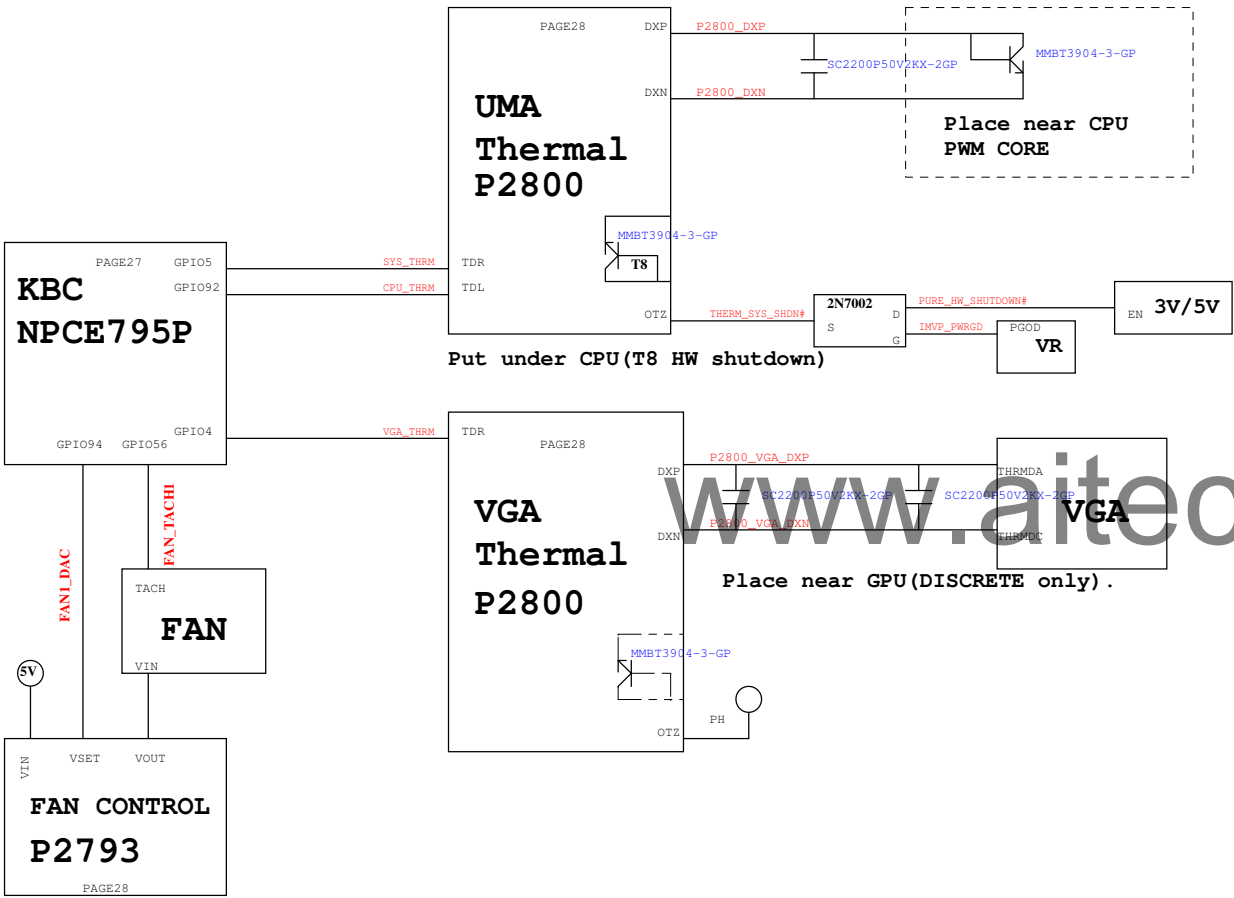 PAGE28
DXP
P2800_DXP
SC2200P50V2KX-2GP
MMBT3904-3-GP
DXN
P2800_DXN
UMA
Thermal
P2800
Place near CPU
PWM CORE
MMBT3904-3-GP
T8
PAGE27
GPIO5
SYS_THRM
TDR
GPIO92
CPU_THRM
TDL
KBC
NPCE795P
OTZ
THERM_SYS_SHDN#
2N7002
S
D
G
PURE_HW_SHUTDOWN#
IMVP_PWRGD
EN
3V/5V
PGOD
VR
Put under CPU(T8 HW shutdown)
GPIO4
VGA_THRM
TDR
PAGE28
GPIO94
GPIO56
DXP
P2800_VGA_DXP
SC2200P50V2KX-2GP
SC2200P50V2KX-2GP
THRMDA
VGA
THRMDC
DXN
P2800_VGA_DXN
www.aitec
VGA
Thermal
P2800
Place near GPU(DISCRETE only).
FAN1_DAC
FAN_TACH1
TACH
FAN
VIN
MMBT3904-3-GP
OTZ
PH
5V
VIN
VSET
VOUT
FAN CONTROL
P2793
PAGE28